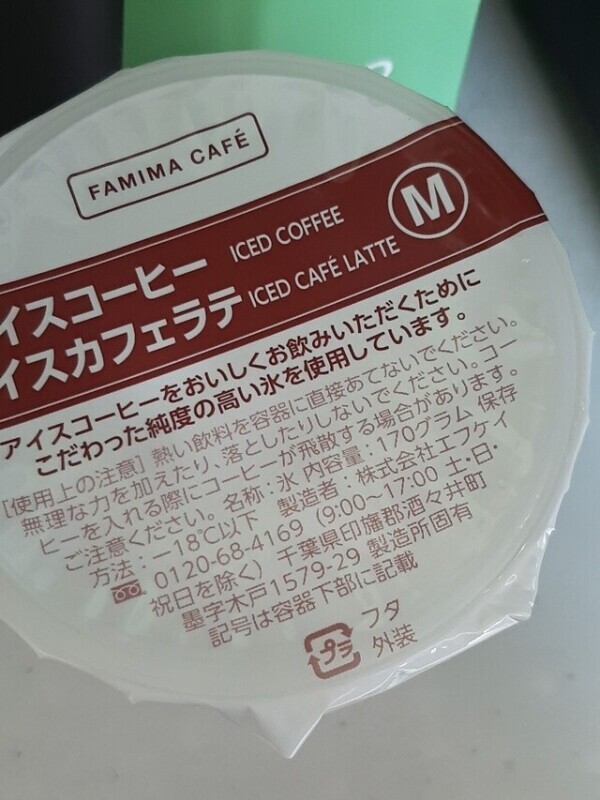 FAMIMA CAFÉ
イスコーヒー ICED COFFEE
イスカフェラテ ICED CAFÉ LATTE
M
アイスコーヒーをおいしくお飲みいただくために
こだわった純度の高い氷を使用しています。
[使用上の注意] 熱い飲料を容器に直接あてないでください。
無理な力を加えたり、落としたりしないでください。コー
ヒーを入れる際にコーヒーが飛散する場合があります。
ご注意ください。名称：氷 内容量：170グラム 保存
方法：－18℃以下 製造者：株式会社エフケイ
0120-68-4169 (9:00～17:00 土・日・
祝日を除く) 千葉県印旛郡酒々井町
墨字木戸1579-29 製造所固有
記号は容器下部に記載
プラ フタ
外装